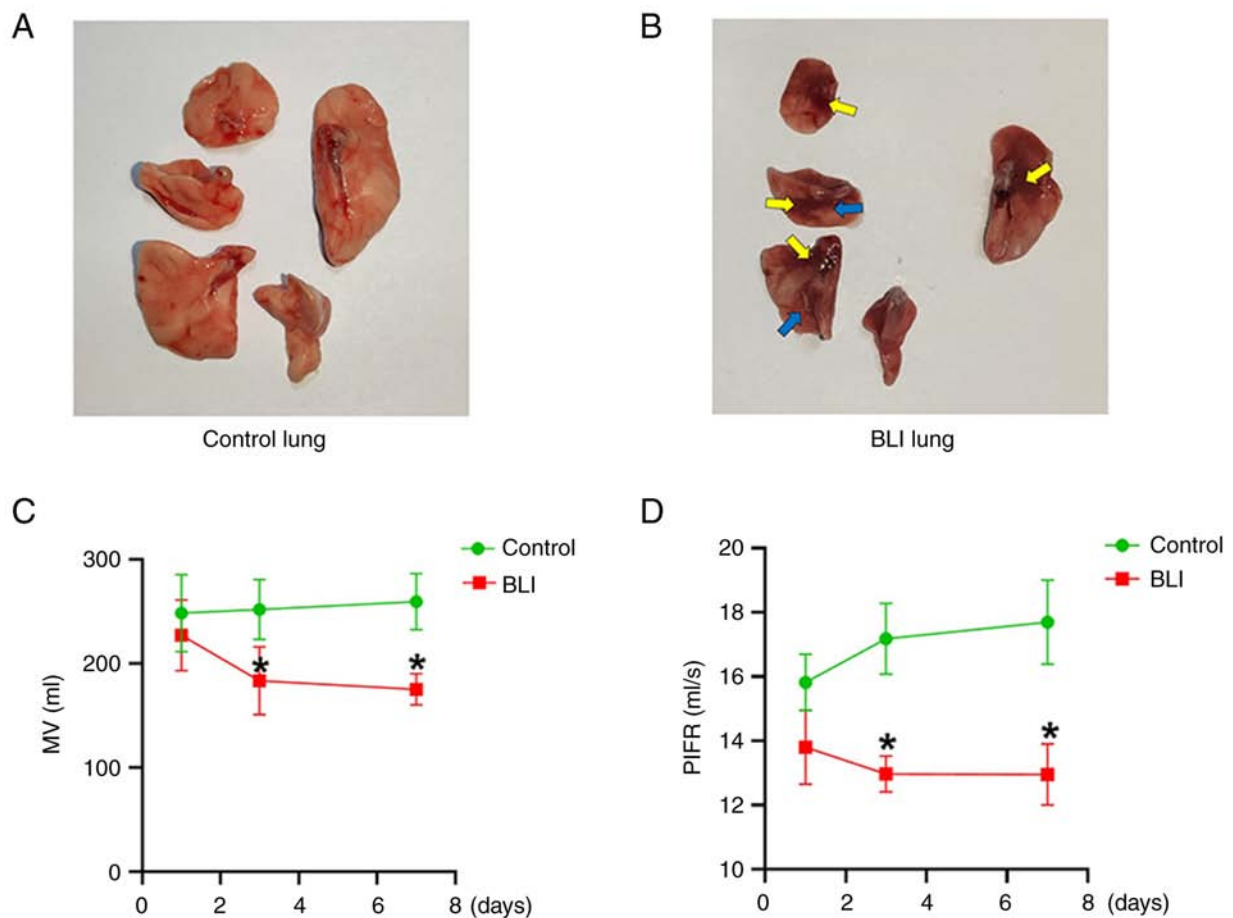 A
B
Control lung
BLI lung
C
D
Control
BLI
300
200
100
0
MV (ml)
*
*
0 2 4 6 8 (days)
Control
BLI
20
18
16
14
12
10
PIFR (ml/s)
*
*
0 2 4 6 8 (days)